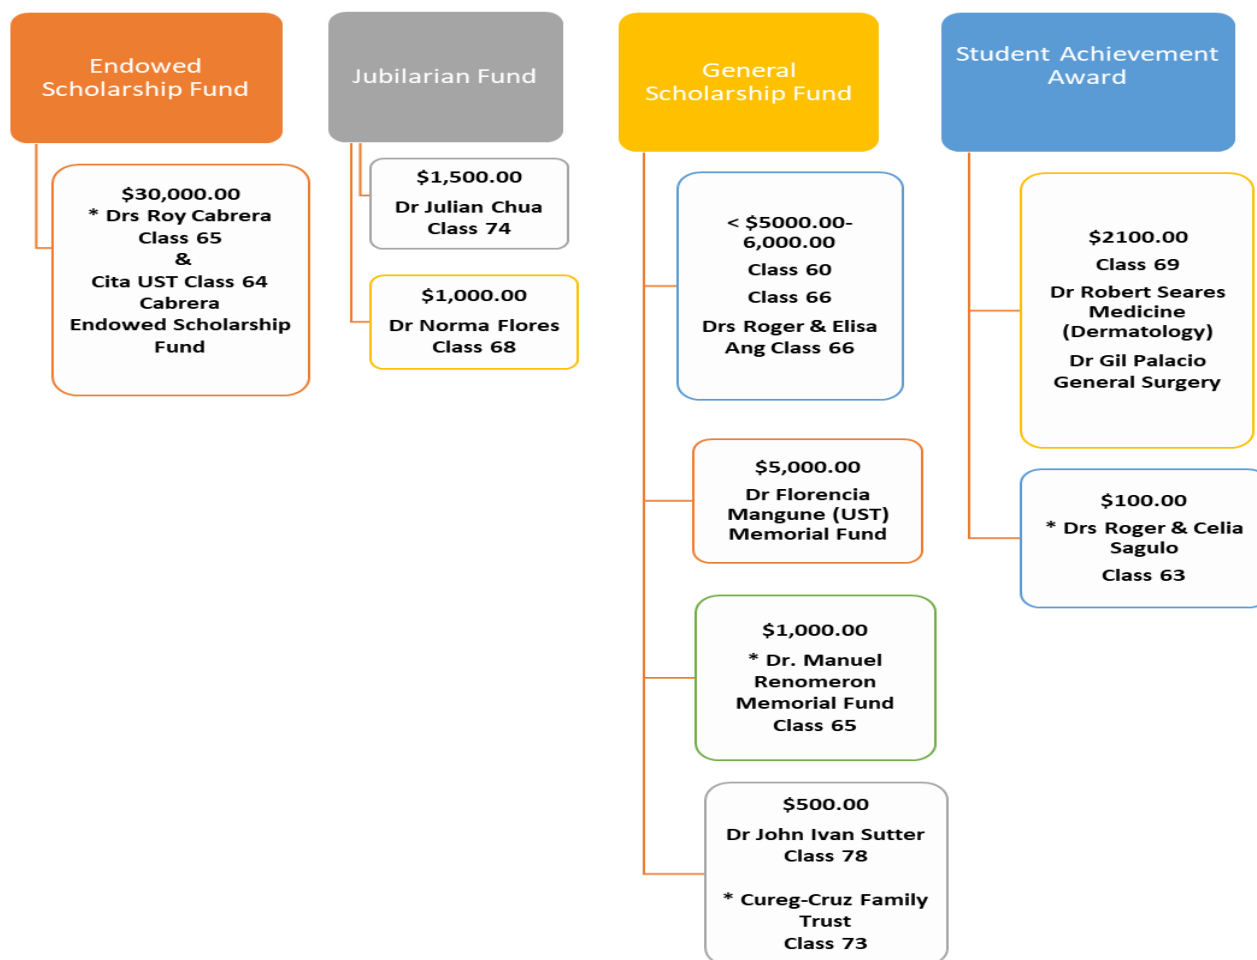 Endowed
Scholarship Fund
$30,000.00
* Drs Roy Cabrera
Class 65
&
Cita UST Class 64
Cabrera
Endowed Scholarship
Fund
Jubilarian Fund
$1,500.00
Dr Julian Chua
Class 74
$1,000.00
Dr Norma Flores
Class 68
General
Scholarship Fund
< $5000.00-
6,000.00
Class 60
Class 66
Drs Roger & Elisa
Ang Class 66
$5,000.00
Dr Florencia
Mangune (UST)
Memorial Fund
$1,000.00
* Dr. Manuel
Renomeron
Memorial Fund
Class 65
$500.00
Dr John Ivan Sutter
Class 78
* Cureg-Cruz Family
Trust
Class 73
Student Achievement
Award
$2100.00
Class 69
Dr Robert Seares
Medicine
(Dermatology)
Dr Gil Palacio
General Surgery
$100.00
* Drs Roger & Celia
Sagulo
Class 63